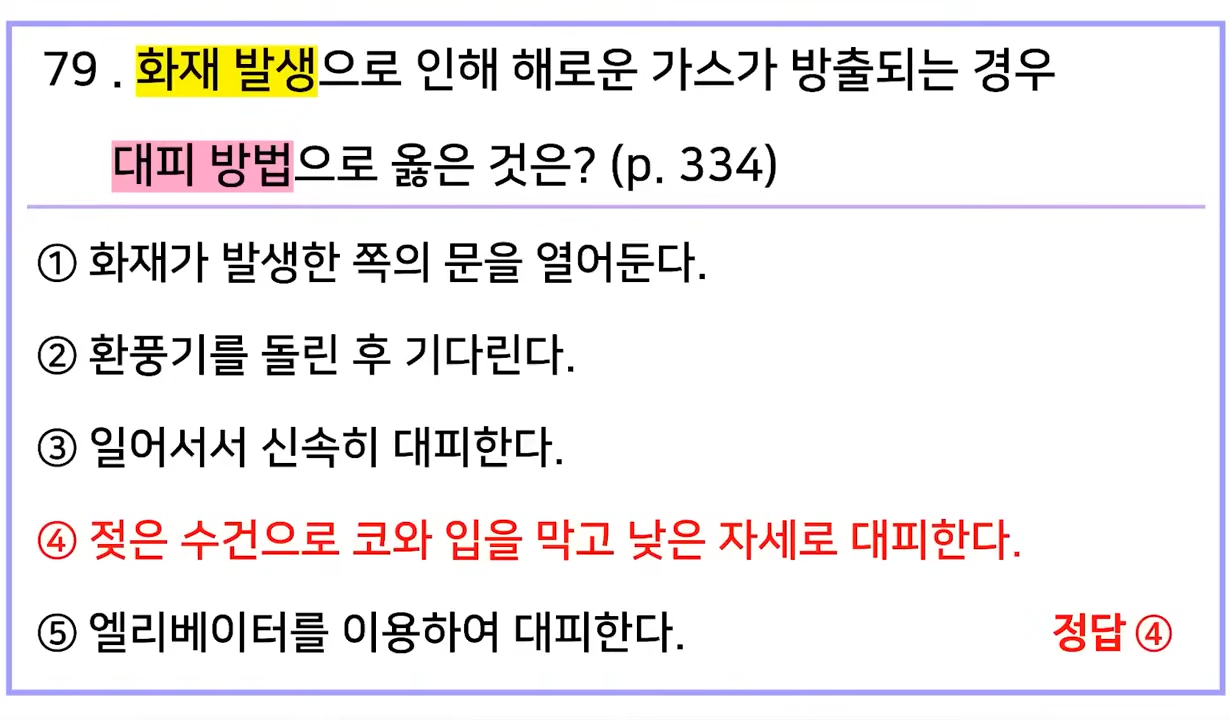 79 . 화재 발생으로 인해 해로운 가스가 방출되는 경우
대피 방법으로 옳은 것은? (p. 334)
① 화재가 발생한 쪽의 문을 열어둔다.
② 환풍기를 돌린 후 기다린다.
③ 일어서서 신속히 대피한다.
④ 젖은 수건으로 코와 입을 막고 낮은 자세로 대피한다.
⑤ 엘리베이터를 이용하여 대피한다.
정답 ④